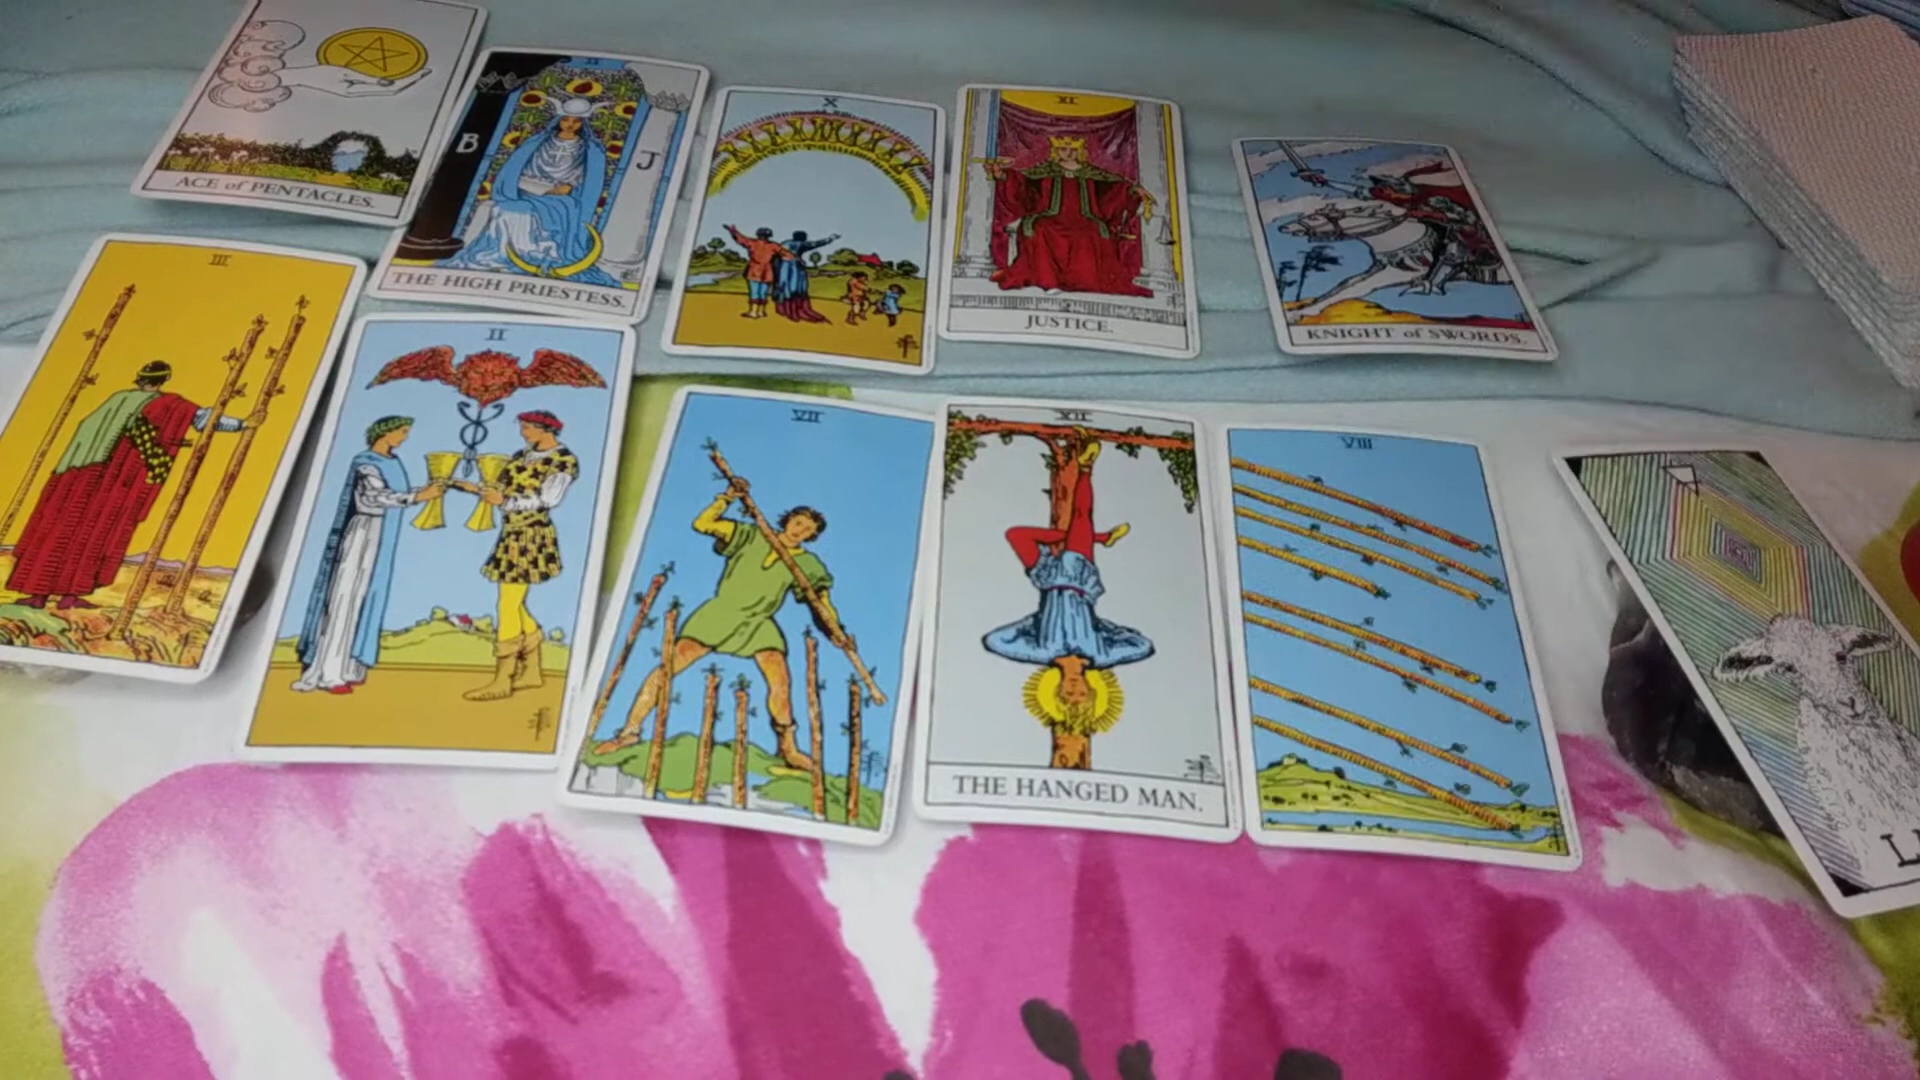 ACE of PENTACLES.
II
B
J
THE HIGH PRIESTESS.
X
XI
JUSTICE.
KNIGHT of SWORDS.
III
II
VII
XII
THE HANGED MAN.
VIII